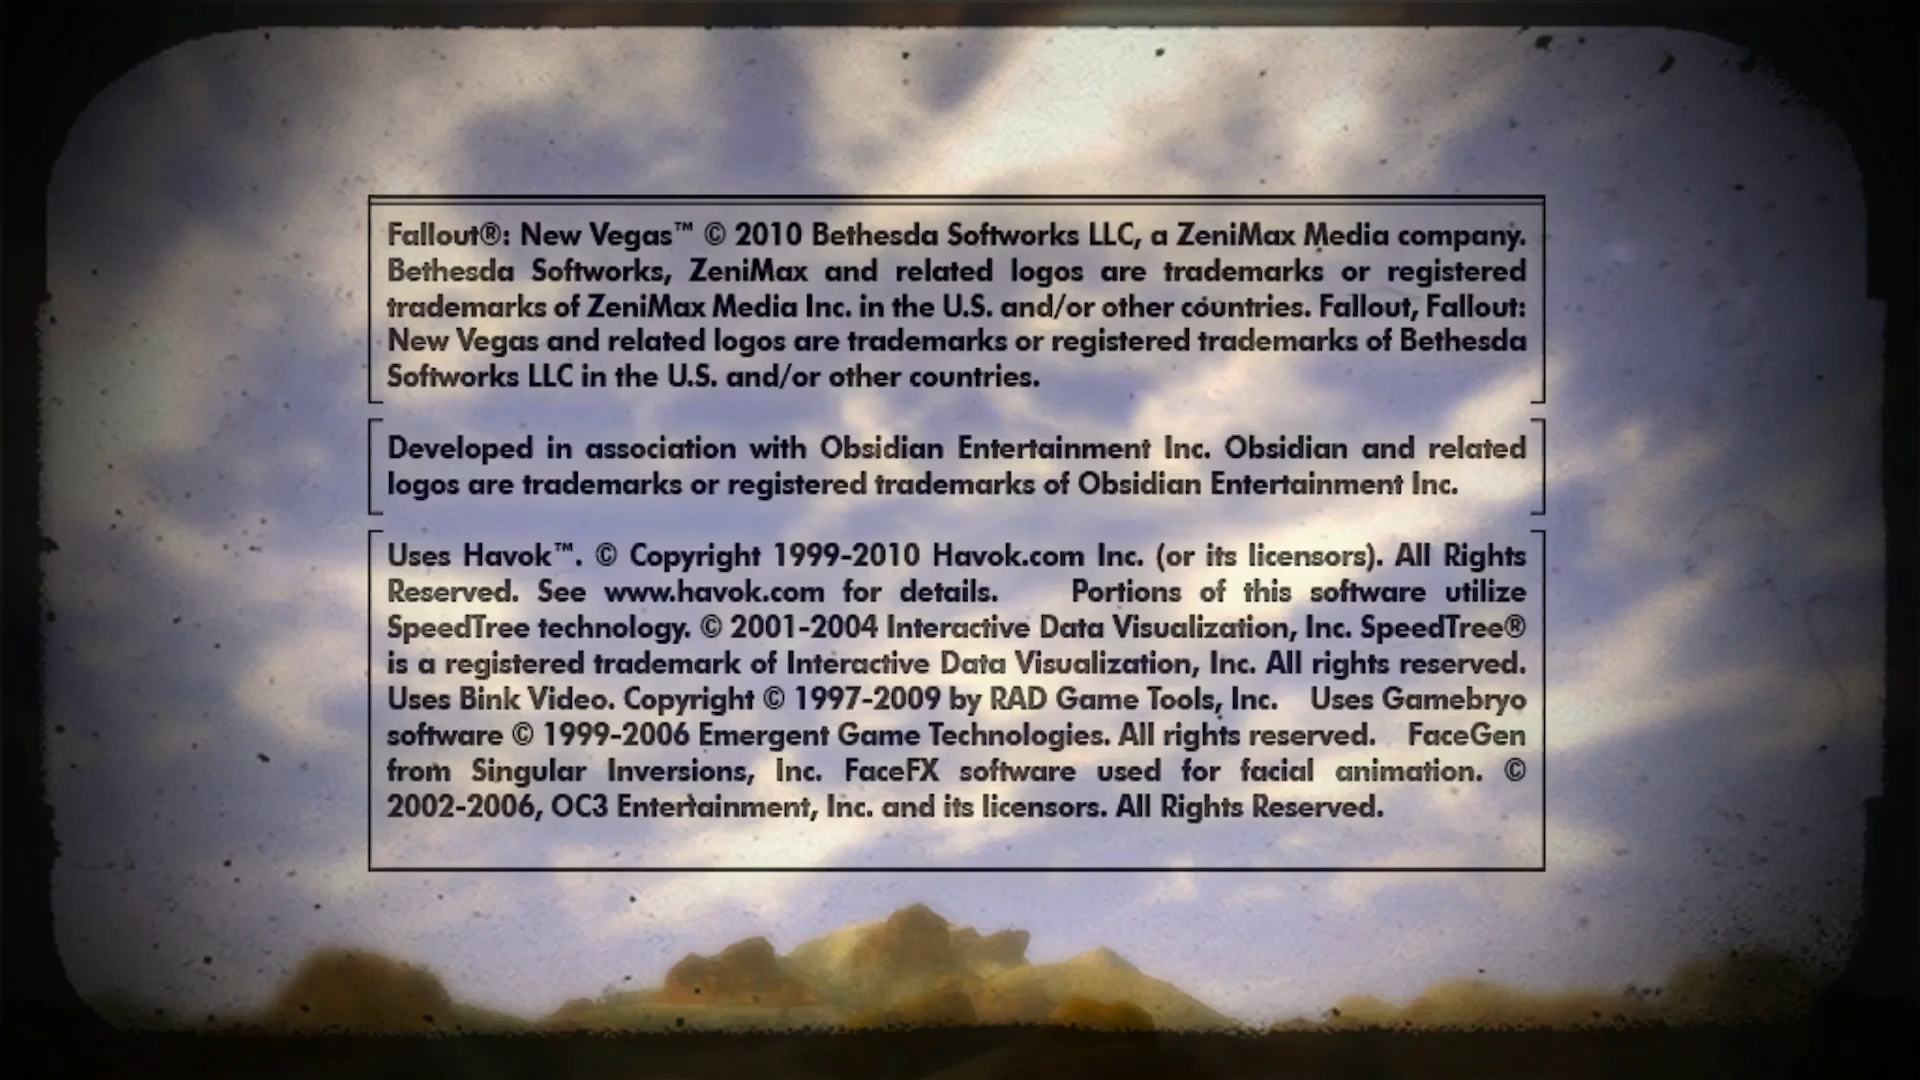 Fallout®: New Vegas™ © 2010 Bethesda Softworks LLC, a ZeniMax Media company.
Bethesda Softworks, ZeniMax and related logos are trademarks or registered
trademarks of ZeniMax Media Inc. in the U.S. and/or other countries. Fallout, Fallout:
New Vegas and related logos are trademarks or registered trademarks of Bethesda
Softworks LLC in the U.S. and/or other countries.
Developed in association with Obsidian Entertainment Inc. Obsidian and related
logos are trademarks or registered trademarks of Obsidian Entertainment Inc.
Uses Havok™. © Copyright 1999-2010 Havok.com Inc. (or its licensors). All Rights
Reserved. See www.havok.com for details. Portions of this software utilize
SpeedTree technology. © 2001-2004 Interactive Data Visualization, Inc. SpeedTree®
is a registered trademark of Interactive Data Visualization, Inc. All rights reserved.
Uses Bink Video. Copyright © 1997-2009 by RAD Game Tools, Inc. Uses Gamebryo
software © 1999-2006 Emergent Game Technologies. All rights reserved. FaceGen
from Singular Inversions, Inc. FaceFX software used for facial animation. ©
2002-2006, OC3 Entertainment, Inc. and its licensors. All Rights Reserved.